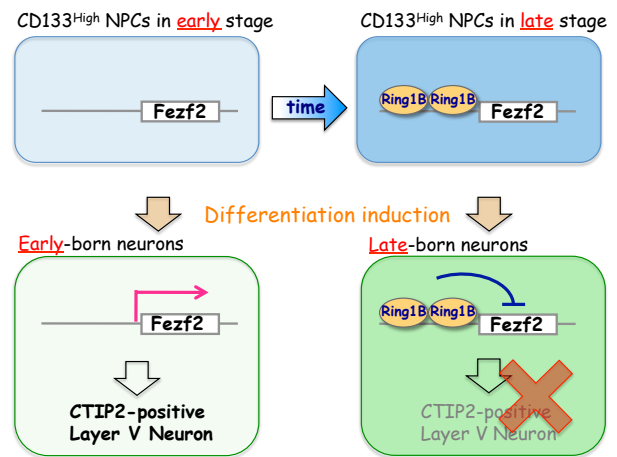 CD133High NPCs in early stage
CD133High NPCs in late stage
Fezf2
time
Ring1B Ring1B
Fezf2
Differentiation induction
Early-born neurons
Late-born neurons
Fezf2
Ring1B Ring1B
Fezf2
CTIP2-positive
Layer V Neuron
CTIP2-positive
Layer V Neuron